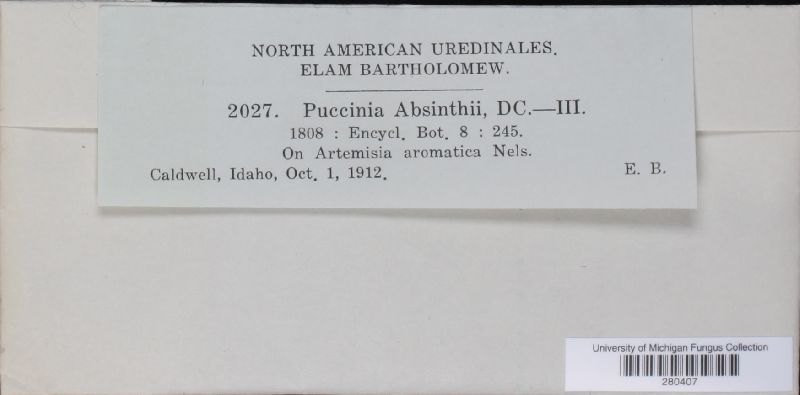 NORTH AMERICAN UREDINALES.
ELAM BARTHOLOMEW.
2027. Puccinia Absinthii, DC.—III.
1808 : Encycl. Bot. 8 : 245.
On Artemisia aromatica Nels.
Caldwell, Idaho, Oct. 1, 1912. E. B.
University of Michigan Fungus Collection
280407